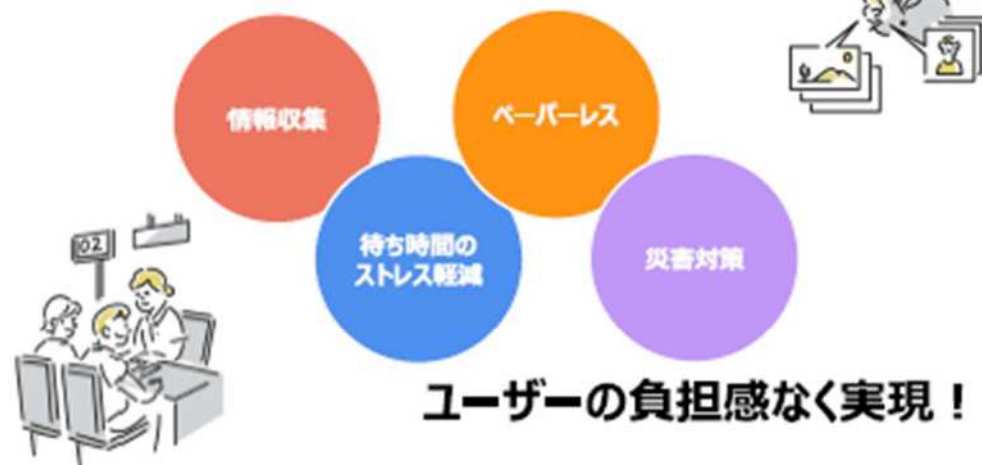 情報収集
ペーパーレス
待ち時間の
ストレス軽減
災害対策
02
ユーザーの負担感なく実現！